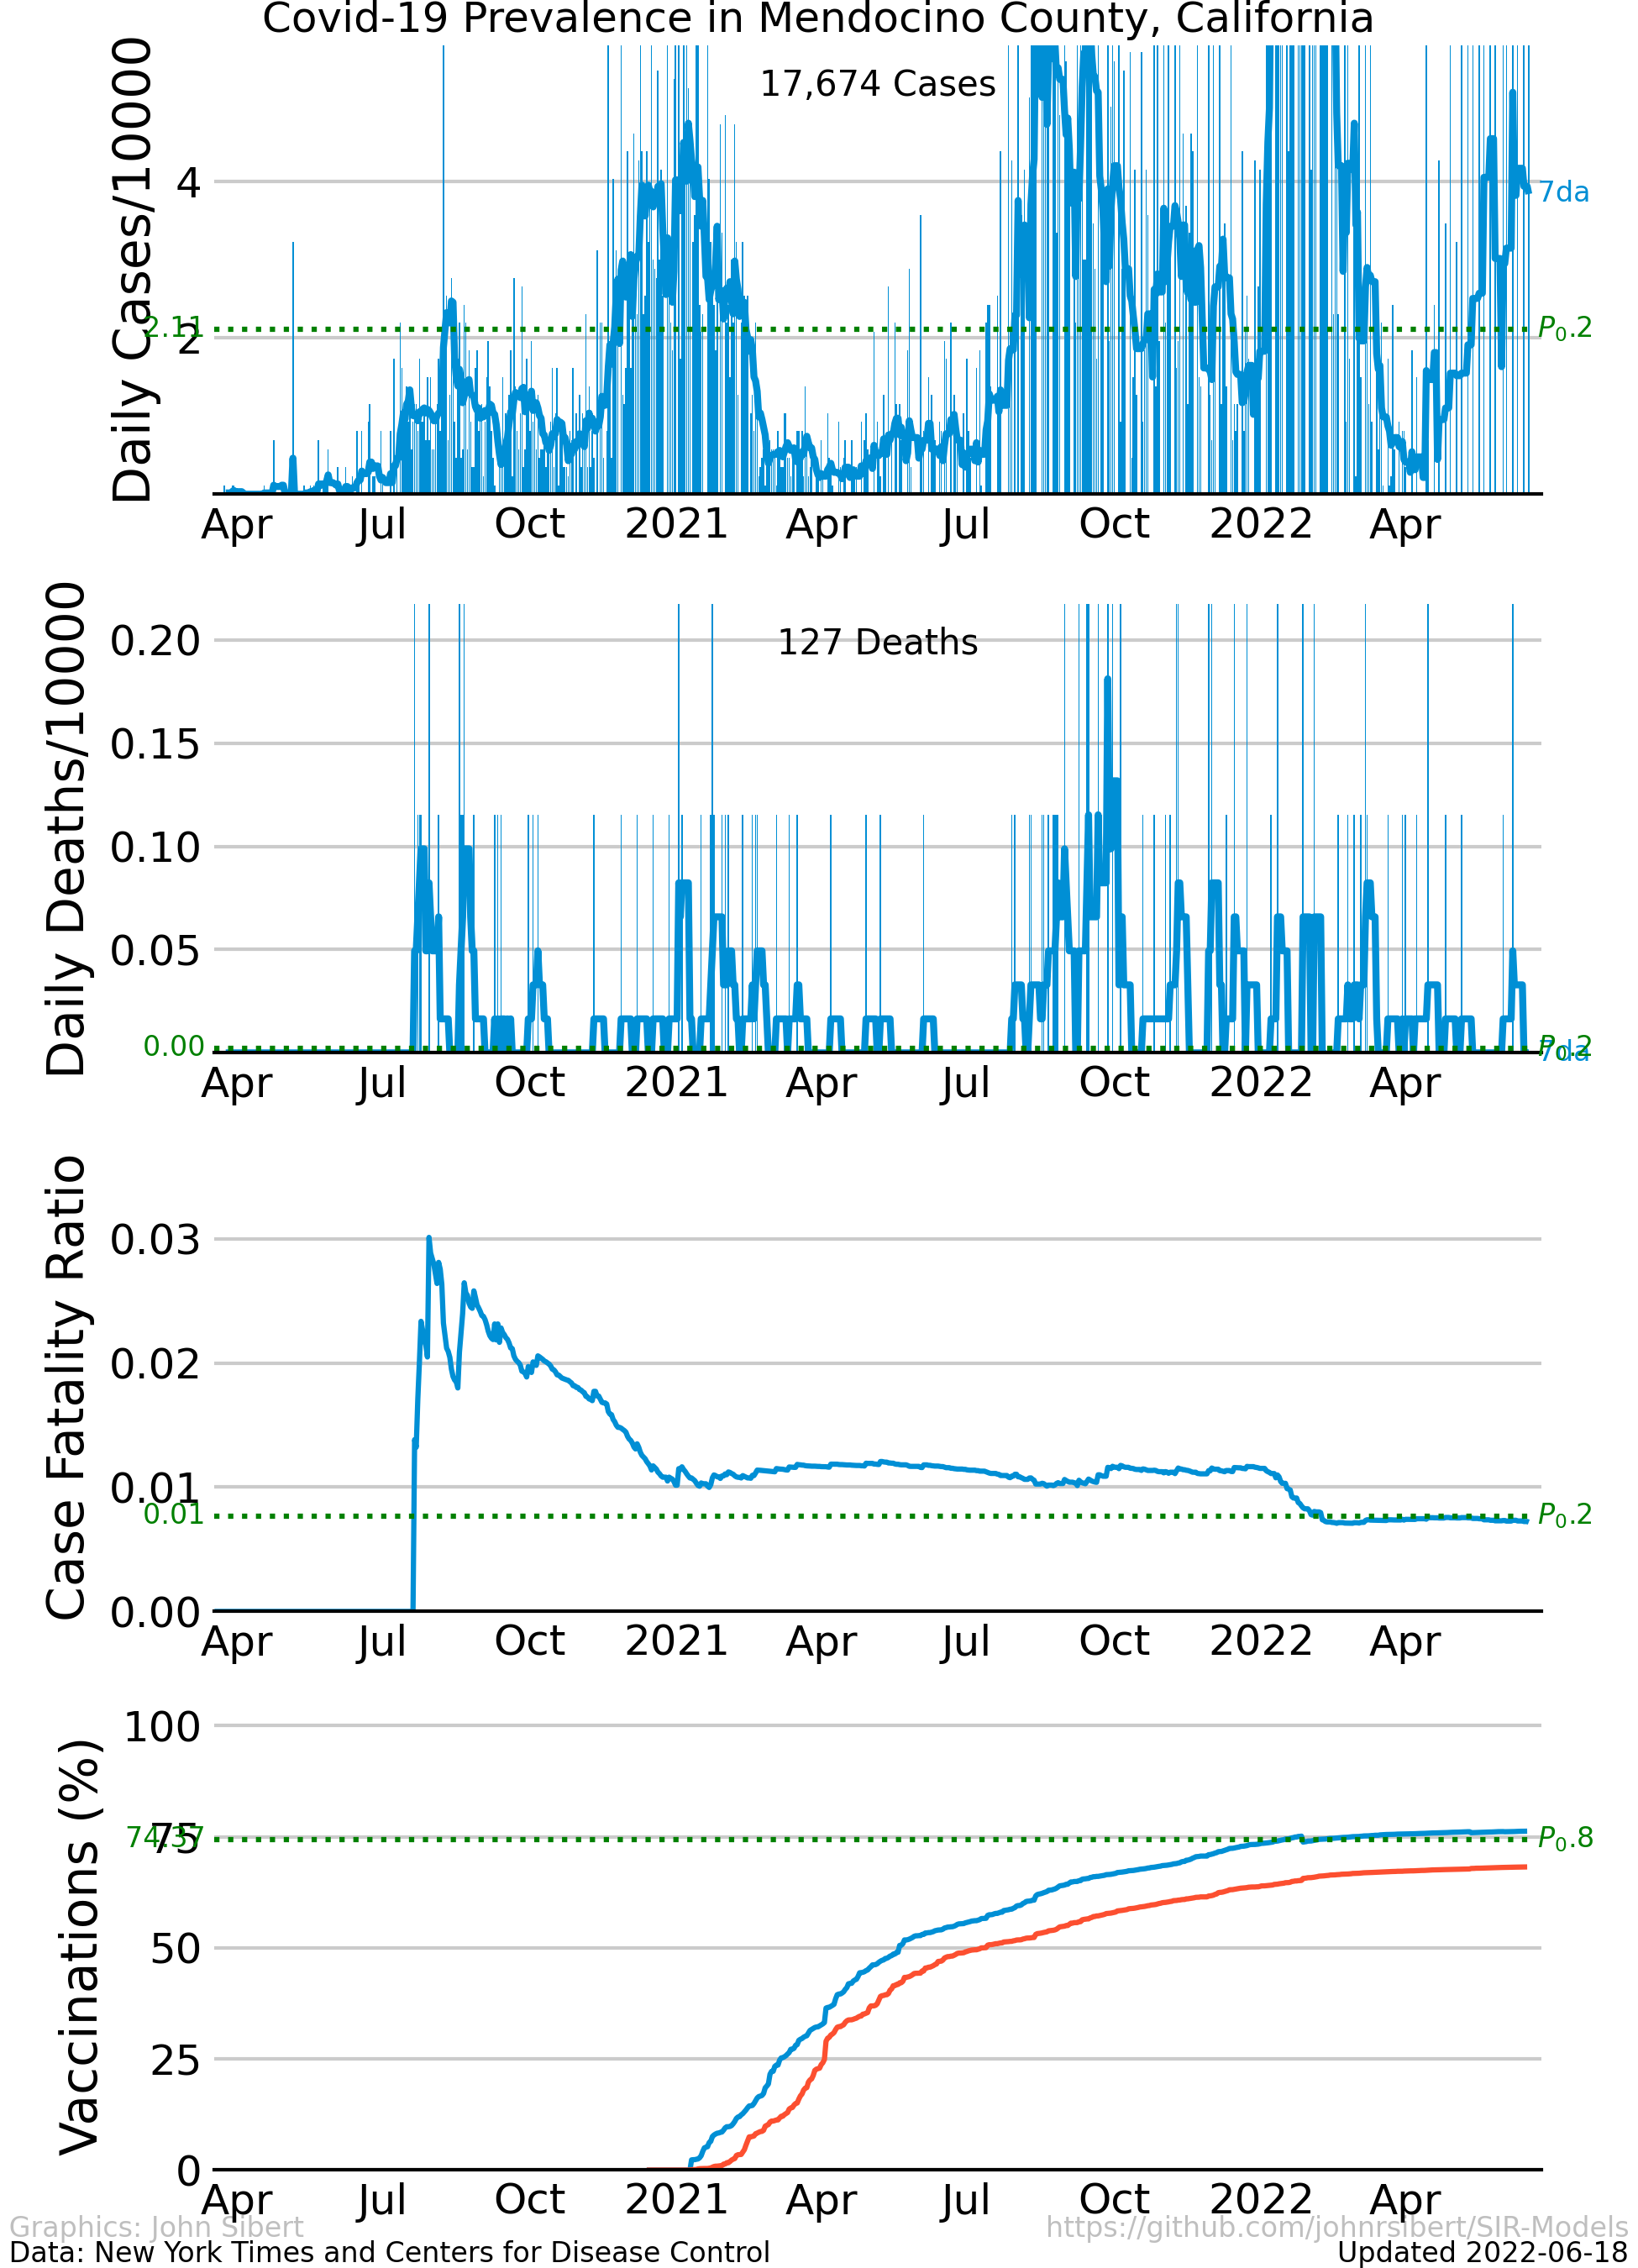 Covid-19 Prevalence in Mendocino County, California
Daily Cases/10000
17,674 Cases
4
2
2.11
7da
P₀.2
Apr Jul Oct 2021 Apr Jul Oct 2022 Apr
Daily Deaths/10000
127 Deaths
0.20
0.15
0.10
0.05
0.00
P₀.2
7da
Apr Jul Oct 2021 Apr Jul Oct 2022 Apr
Case Fatality Ratio
0.03
0.02
0.01
0.01
P₀.2
0.00
Apr Jul Oct 2021 Apr Jul Oct 2022 Apr
Vaccinations (%)
100
75
74.37
P₀.8
50
25
0
Apr Jul Oct 2021 Apr Jul Oct 2022 Apr
Graphics: John Sibert
https://github.com/johnrsibert/SIR-Models
Data: New York Times and Centers for Disease Control
Updated 2022-06-18